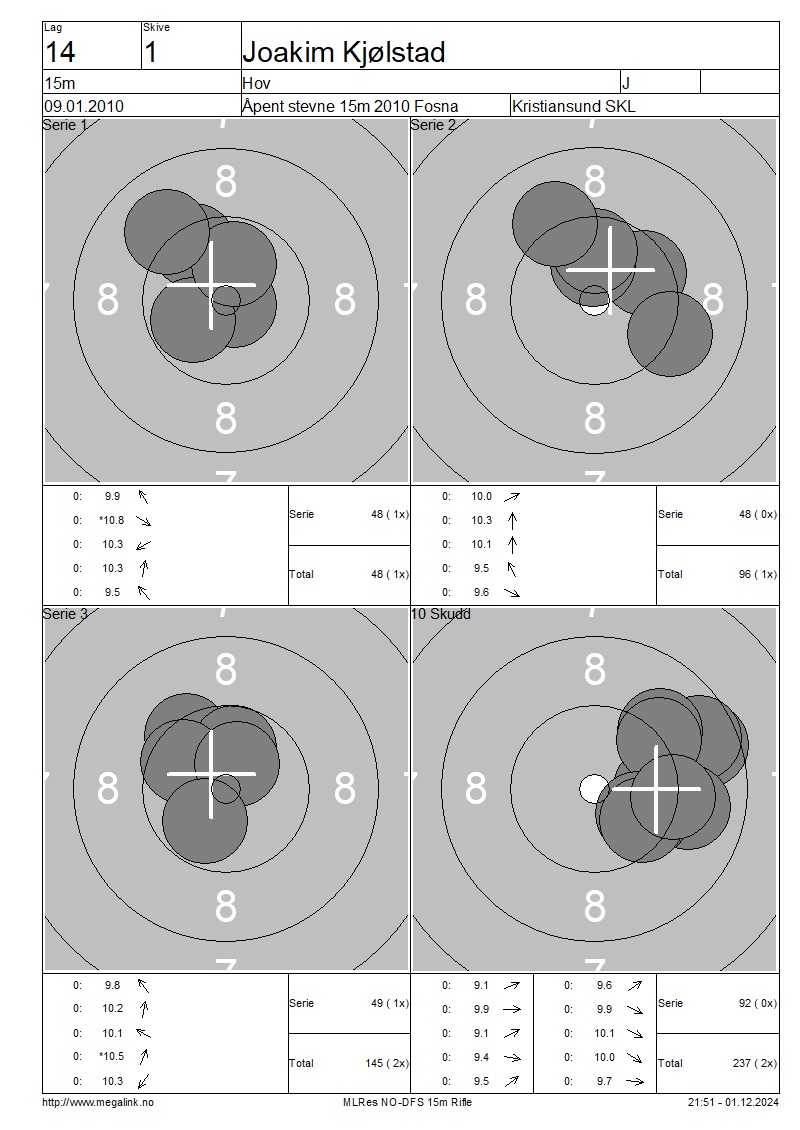 Lag Skive
14 1 Joakim Kjølstad
15m Hov J
09.01.2010 Åpent stevne 15m 2010 Fosna Kristiansund SKL
Serie 1
7
8
7 8 8
8
7
Serie 2
7
8
8 8 7
8
7
0: 9.9
0: *10.8
0: 10.3
0: 10.3
0: 9.5
Serie 48 ( 1x)
Total 48 ( 1x)
0: 10.0
0: 10.3
0: 10.1
0: 9.5
0: 9.6
Serie 48 ( 0x)
Total 96 ( 1x)
Serie 3
7
8
7 8 8
8
7
10 Skudd
7
8
8 7
8
7
0: 9.8
0: 10.2
0: 10.1
0: *10.5
0: 10.3
Serie 49 ( 1x)
Total 145 ( 2x)
0: 9.1
0: 9.9
0: 9.1
0: 9.4
0: 9.5
0: 9.6
0: 9.9
0: 10.1
0: 10.0
0: 9.7
Serie 92 ( 0x)
Total 237 ( 2x)
http://www.megalink.no MLRes NO-DFS 15m Rifle 21:51 - 01.12.2024